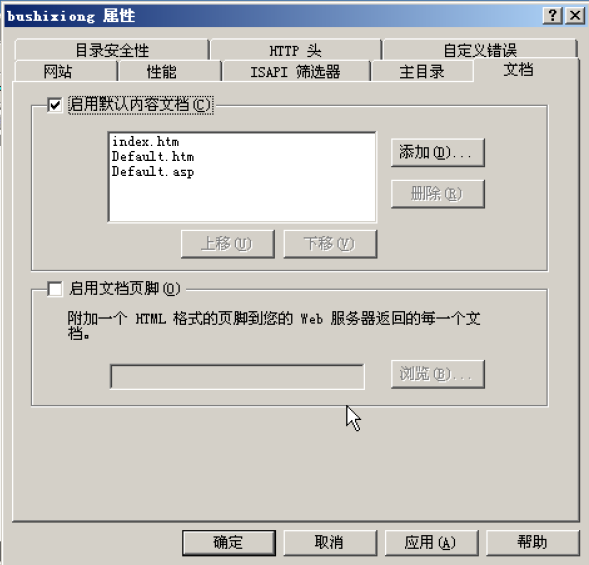 bushixiong 属性
目录安全性 HTTP 头 自定义错误
网站 性能 ISAPI 筛选器 主目录 文档
启用默认内容文档(C)
index.htm
Default.htm
Default.asp
添加(D)...
删除(R)
上移(U) 下移(V)
启用文档页脚(O)
附加一个 HTML 格式的页脚到您的 Web 服务器返回的每一个文
档。
浏览(B)...
确定 取消 应用(A) 帮助